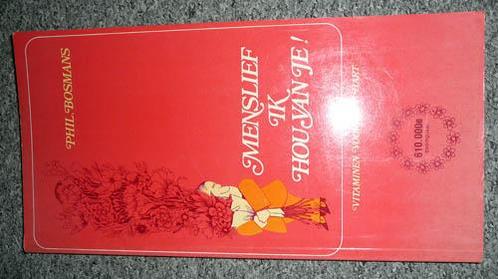 PHIL BOSMANS
MENSLIEF
IK
HOU VAN JE!
VITAMINEN VOOR HET HART
610.000e